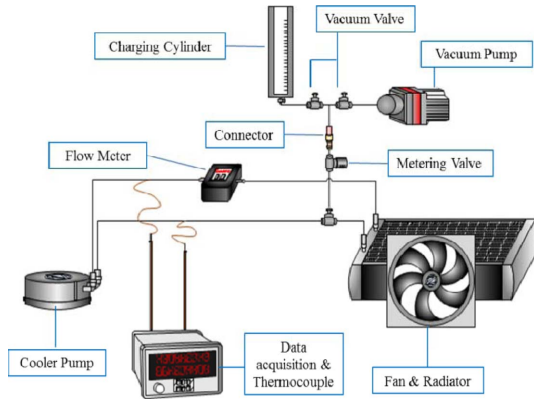 Vacuum Valve
Charging Cylinder
Vacuum Pump
Connector
Flow Meter
Metering Valve
Cooler Pump
Data
acquisition &
Thermocouple
Fan & Radiator